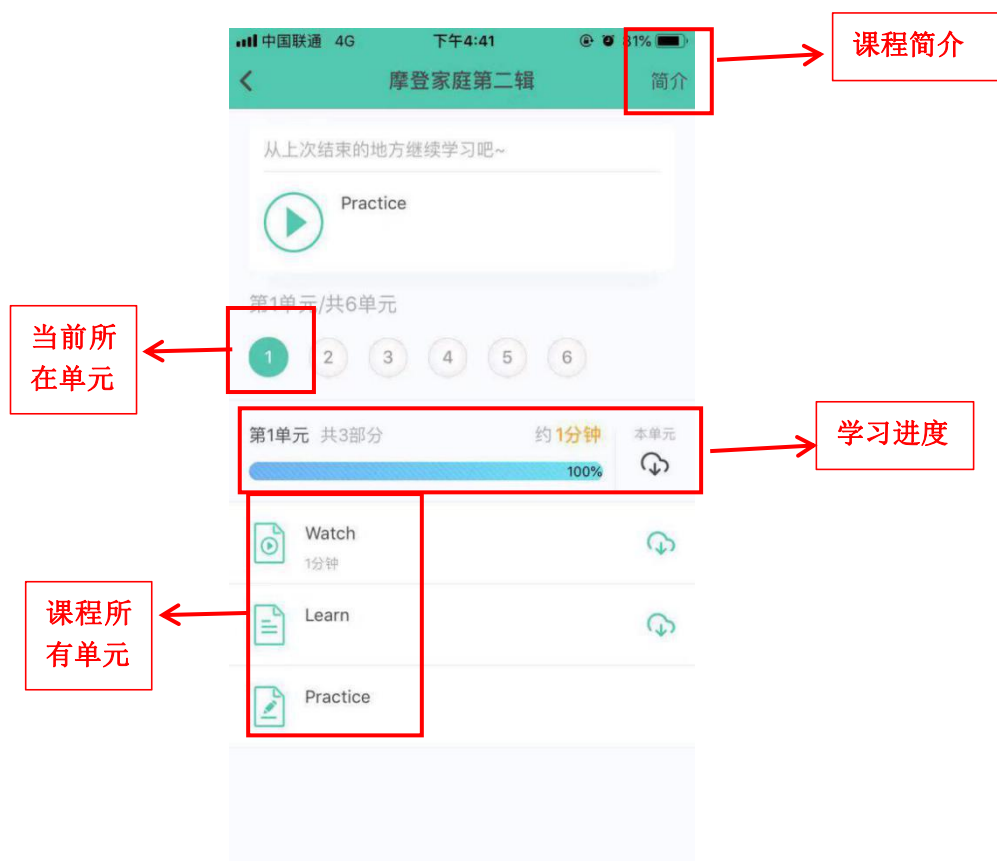 中国联通 4G 下午4:41 81%
课程简介
摩登家庭第二辑 简介
从上次结束的地方继续学习吧~
Practice
第1单元/共6单元
当前所
在单元
1 2 3 4 5 6
第1单元 共3部分 约1分钟 本单元
100%
学习进度
Watch
1分钟
课程所
有单元
Learn
Practice